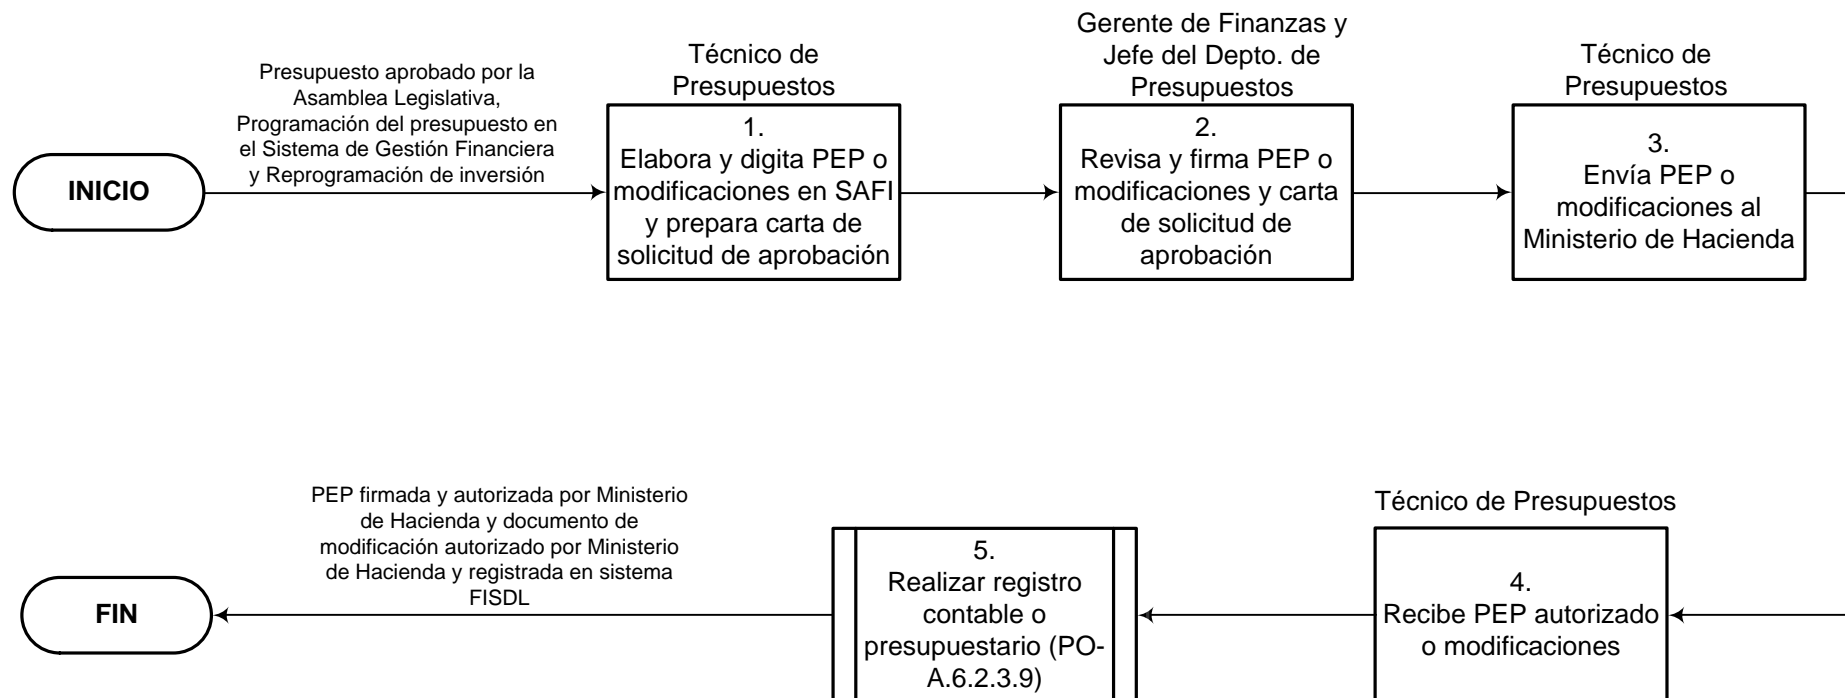 INICIO
Presupuesto aprobado por la
Asamblea Legislativa,
Programación del presupuesto en
el Sistema de Gestión Financiera
y Reprogramación de inversión
Técnico de
Presupuestos
1.
Elabora y digita PEP o
modificaciones en SAFI
y prepara carta de
solicitud de aprobación
Gerente de Finanzas y
Jefe del Depto. de
Presupuestos
2.
Revisa y firma PEP o
modificaciones y carta
de solicitud de
aprobación
Técnico de
Presupuestos
3.
Envía PEP o
modificaciones al
Ministerio de Hacienda
Técnico de Presupuestos
4.
Recibe PEP autorizado
o modificaciones
5.
Realizar registro
contable o
presupuestario (PO-
A.6.2.3.9)
PEP firmada y autorizada por Ministerio
de Hacienda y documento de
modificación autorizado por Ministerio
de Hacienda y registrada en sistema
FISDL
FIN